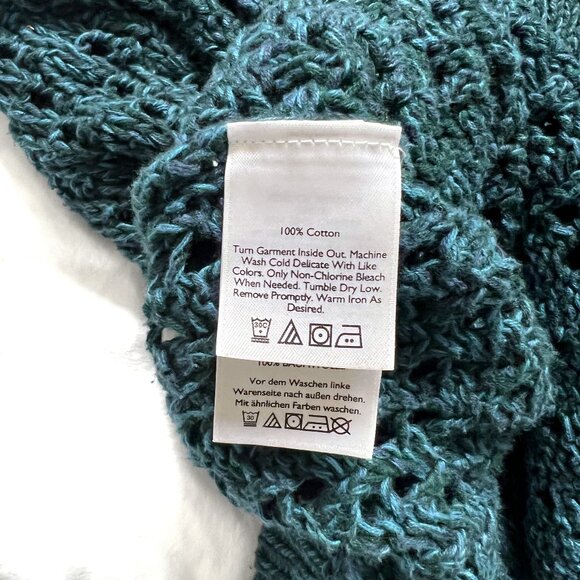 100% Cotton
Turn Garment Inside Out. Machine
Wash Cold Delicate With Like
Colors. Only Non-Chlorine Bleach
When Needed. Tumble Dry Low.
Remove Promptly. Warm Iron As
Desired.
30C
Vor dem Waschen linke
Warenseite nach außen drehen.
Mit ähnlichen Farben waschen.
30